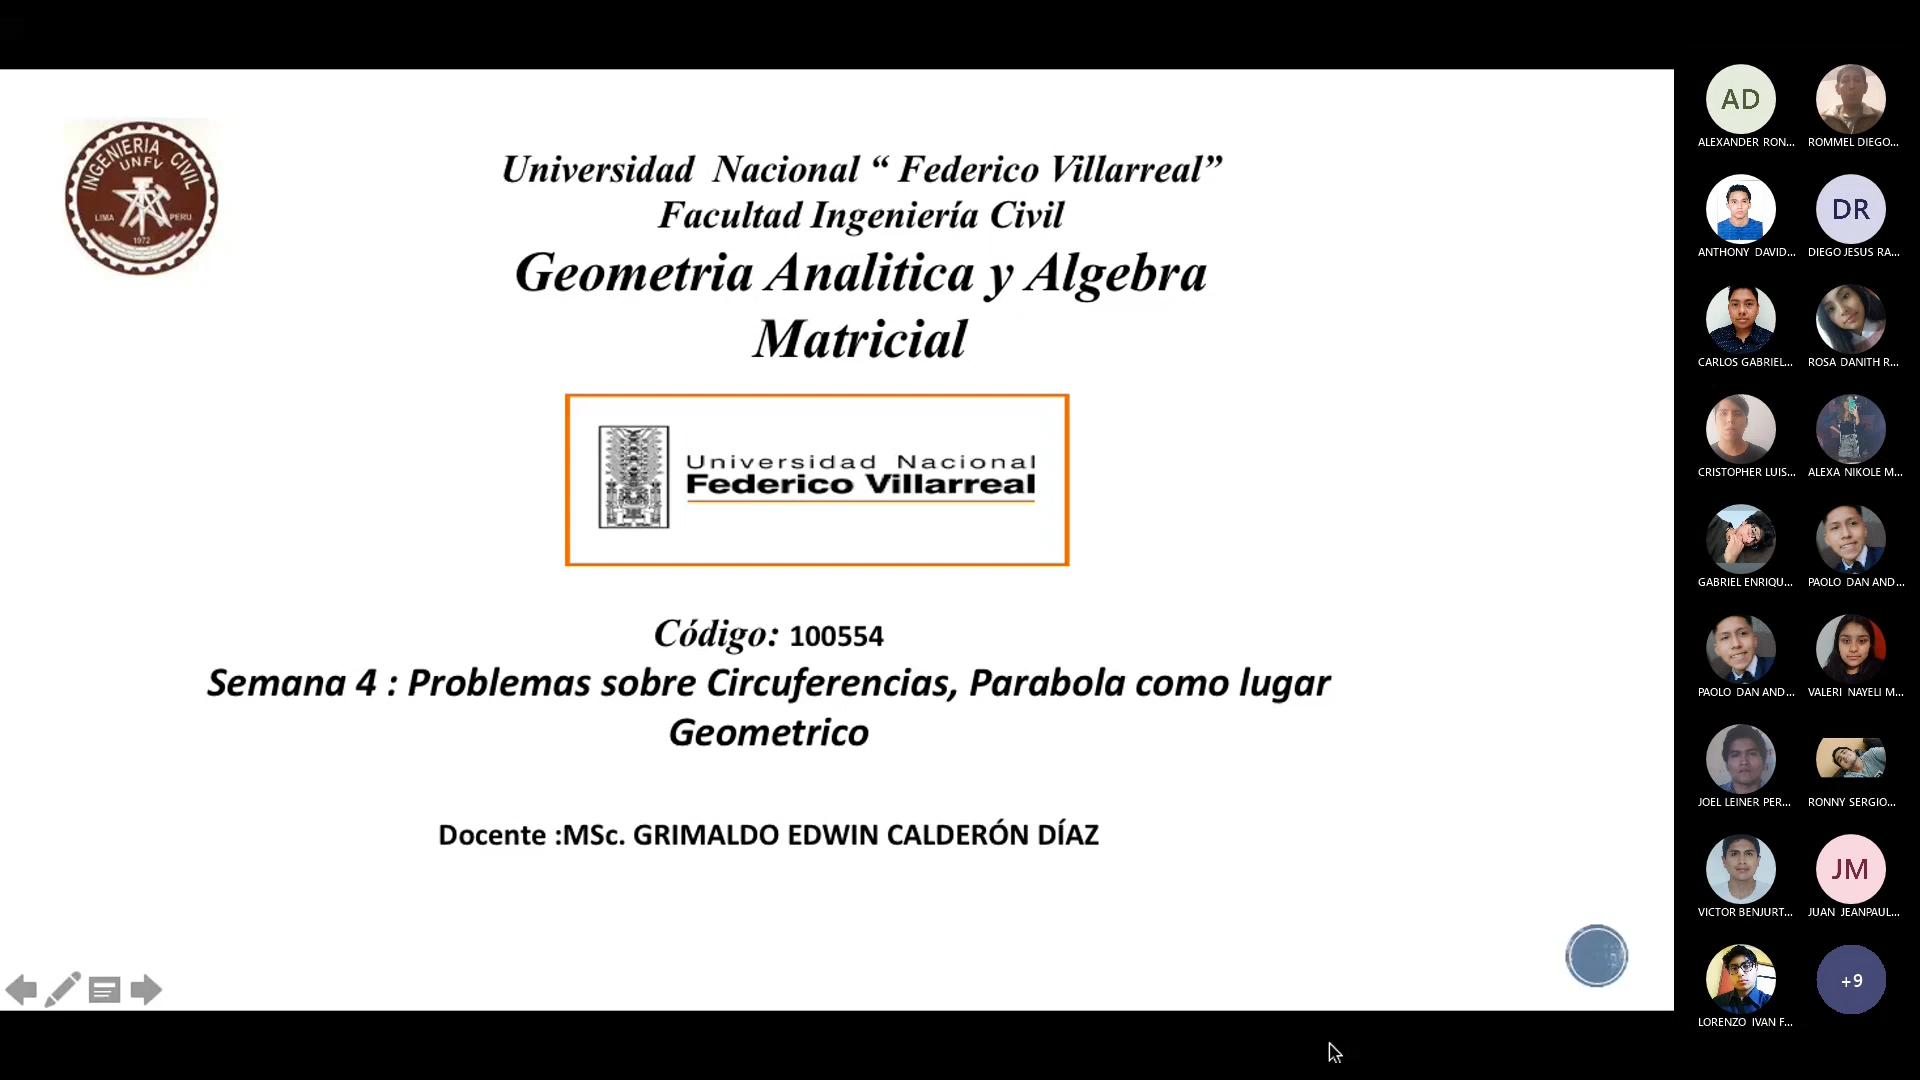 INGENIERIA CIVIL
UNFV
LIMA PERU
1972
Universidad Nacional “ Federico Villarreal”
Facultad Ingeniería Civil
Geometria Analitica y Algebra
Matricial
Universidad Nacional
Federico Villarreal
Código: 100554
Semana 4 : Problemas sobre Circuferencias, Parabola como lugar
Geometrico
Docente :MSc. GRIMALDO EDWIN CALDERÓN DÍAZ
AD
ALEXANDER RON...
ROMMEL DIEGO...
ANTHONY DAVID...
DR
DIEGO JESUS RA...
CARLOS GABRIEL...
ROSA DANITH R...
CRISTOPHER LUIS...
ALEXA NIKOLE M...
GABRIEL ENRIQU...
PAOLO DAN AND...
PAOLO DAN AND...
VALERI NAYELI M...
JOEL LEINER PER...
RONNY SERGIO...
VICTOR BENJURT...
JM
JUAN JEANPAUL...
LORENZO IVAN F...
+9